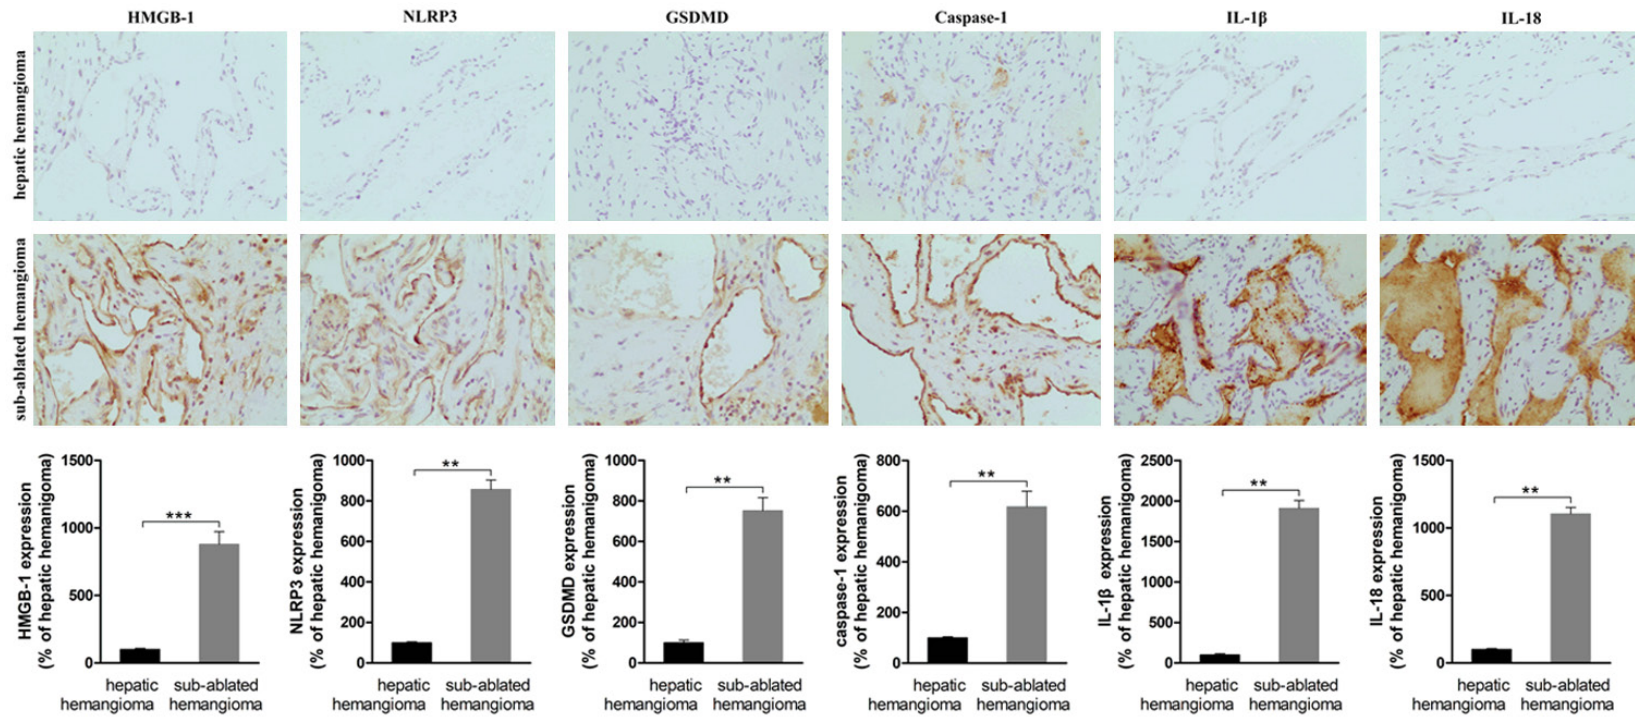 HMGB-1 NLRP3 GSDMD Caspase-1 IL-1β IL-18
hepatic hemangioma
sub-ablated hemangioma
HMGB-1 expression
(% of hepatic hemanigoma)
1500
1000
500
0
***
hepatic hemangioma
sub-ablated hemangioma
NLRP3 expression
(% of hepatic hemanigoma)
1000
800
600
400
200
0
**
hepatic hemangioma
sub-ablated hemangioma
GSDMD expression
(% of hepatic hemanigoma)
1000
800
600
400
200
0
**
hepatic hemangioma
sub-ablated hemangioma
caspase-1 expression
(% of hepatic hemanigoma)
800
600
400
200
0
**
hepatic hemangioma
sub-ablated hemangioma
IL-1β expression
(% of hepatic hemanigoma)
2500
2000
1500
1000
500
0
**
hepatic hemangioma
sub-ablated hemangioma
IL-18 expression
(% of hepatic hemanigoma)
1500
1000
500
0
**
hepatic hemangioma
sub-ablated hemangioma